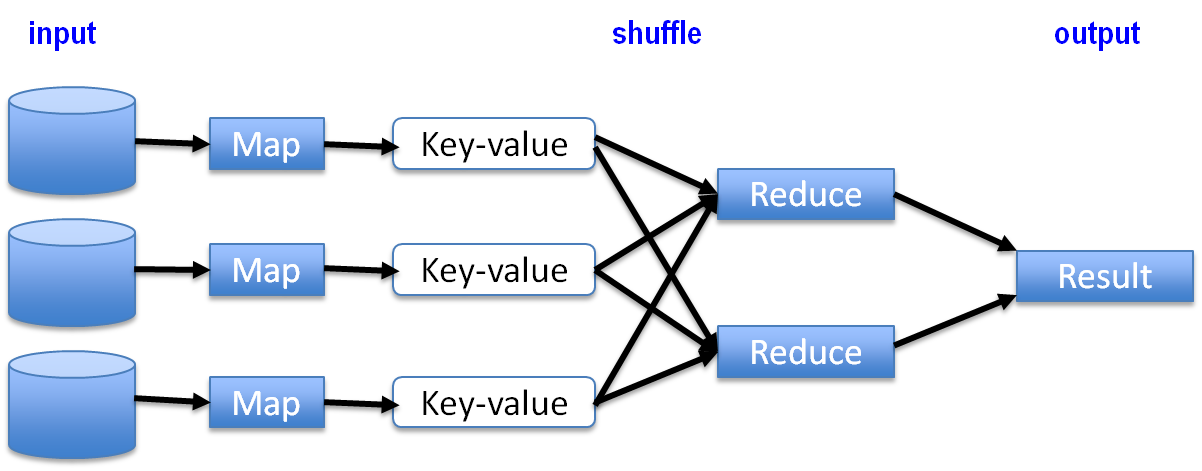 input
shuffle
output
Map
Key-value
Reduce
Map
Key-value
Result
Reduce
Map
Key-value